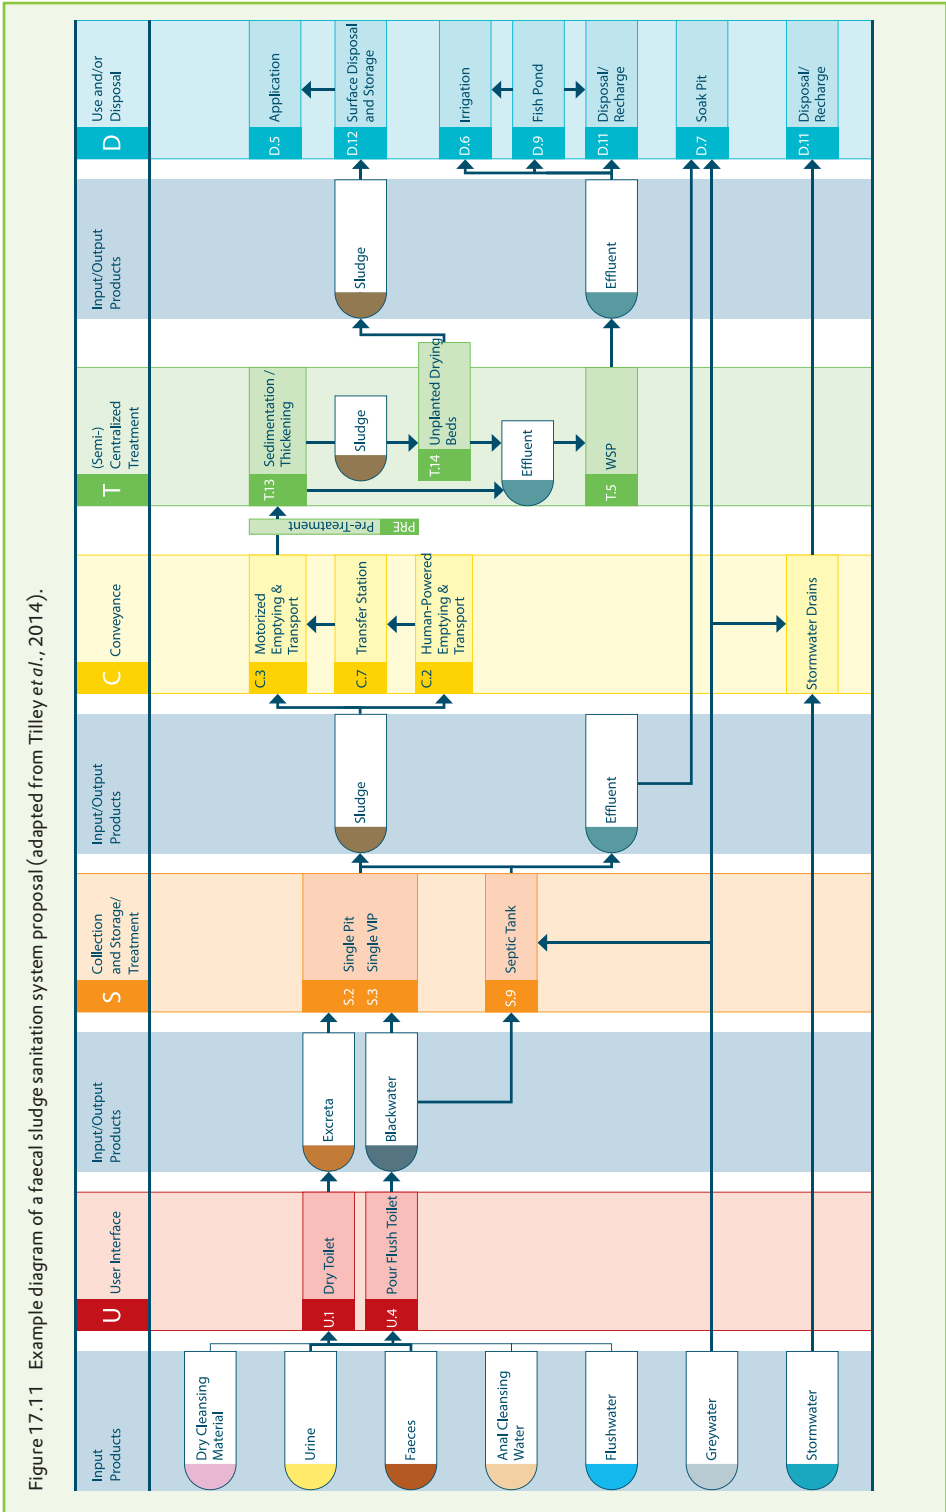 Figure 17.11 Example diagram of a faecal sludge sanitation system proposal (adapted from Tilley et al., 2014).
Input
Products
U User Interface
Input/Output
Products
S Collection
and Storage/
Treatment
Input/Output
Products
C Conveyance
T (Semi-)
Centralized
Treatment
Input/Output
Products
D Use and/or
Disposal
Dry Cleansing
Material
Urine
Faeces
Anal Cleansing
Water
Flushwater
Greywater
Stormwater
U.1 Dry Toilet
U.4 Pour Flush Toilet
Excreta
Blackwater
S.2 Single Pit
S.3 Single VIP
S.9 Septic Tank
Sludge
Effluent
C.3 Motorized
Emptying &
Transport
C.7 Transfer Station
C.2 Human-Powered
Emptying &
Transport
Stormwater Drains
PRE Pre-Treatment
T.13 Sedimentation /
Thickening
Sludge
T.14 Unplanted Drying
Beds
Effluent
T.5 WSP
Sludge
Effluent
D.5 Application
D.12 Surface Disposal
and Storage
D.6 Irrigation
D.9 Fish Pond
D.11 Disposal/
Recharge
D.7 Soak Pit
D.11 Disposal/
Recharge